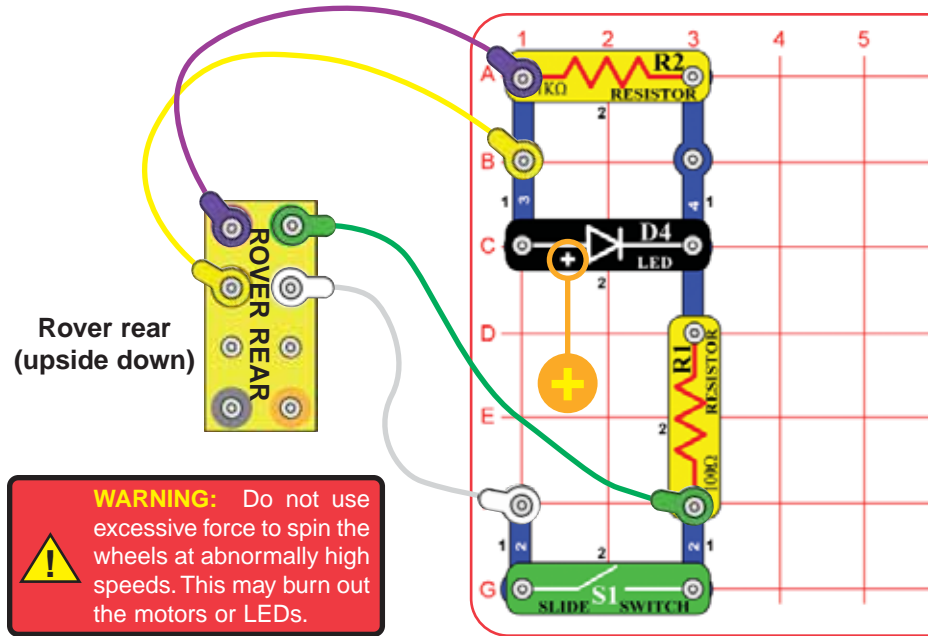 1 2 3 4 5
A R2
1KΩ RESISTOR
2
B
1 3 4 1
C D4
LED
2
+
+
ROVER REAR
Rover rear
(upside down)
D
R1 RESISTOR
E 2
100Ω
1 2 2 1
2
G S1
SLIDE SWITCH
!
WARNING: Do not use
excessive force to spin the
wheels at abnormally high
speeds. This may burn out
the motors or LEDs.